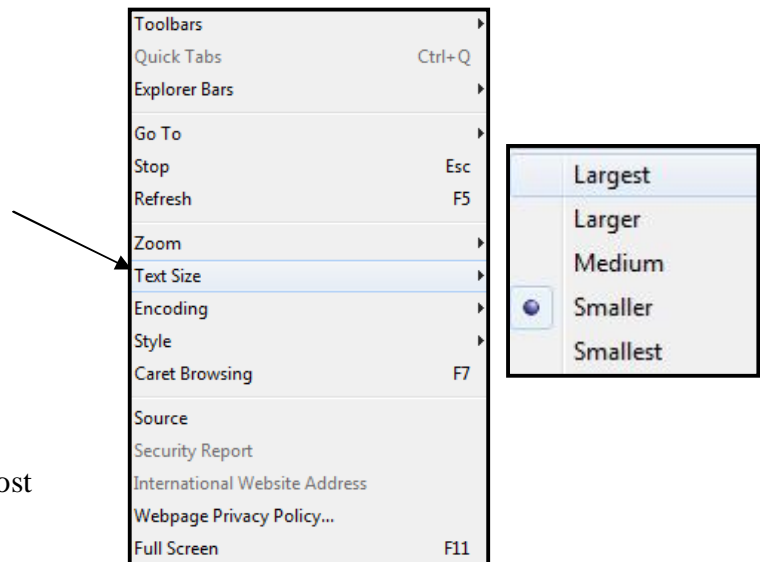 Toolbars
Quick Tabs Ctrl+Q
Explorer Bars
Go To
Stop Esc
Refresh F5
Zoom
Text Size
Encoding
Style
Caret Browsing F7
Source
Security Report
International Website Address
Webpage Privacy Policy...
Full Screen F11
Largest
Larger
Medium
Smaller
Smallest
ost